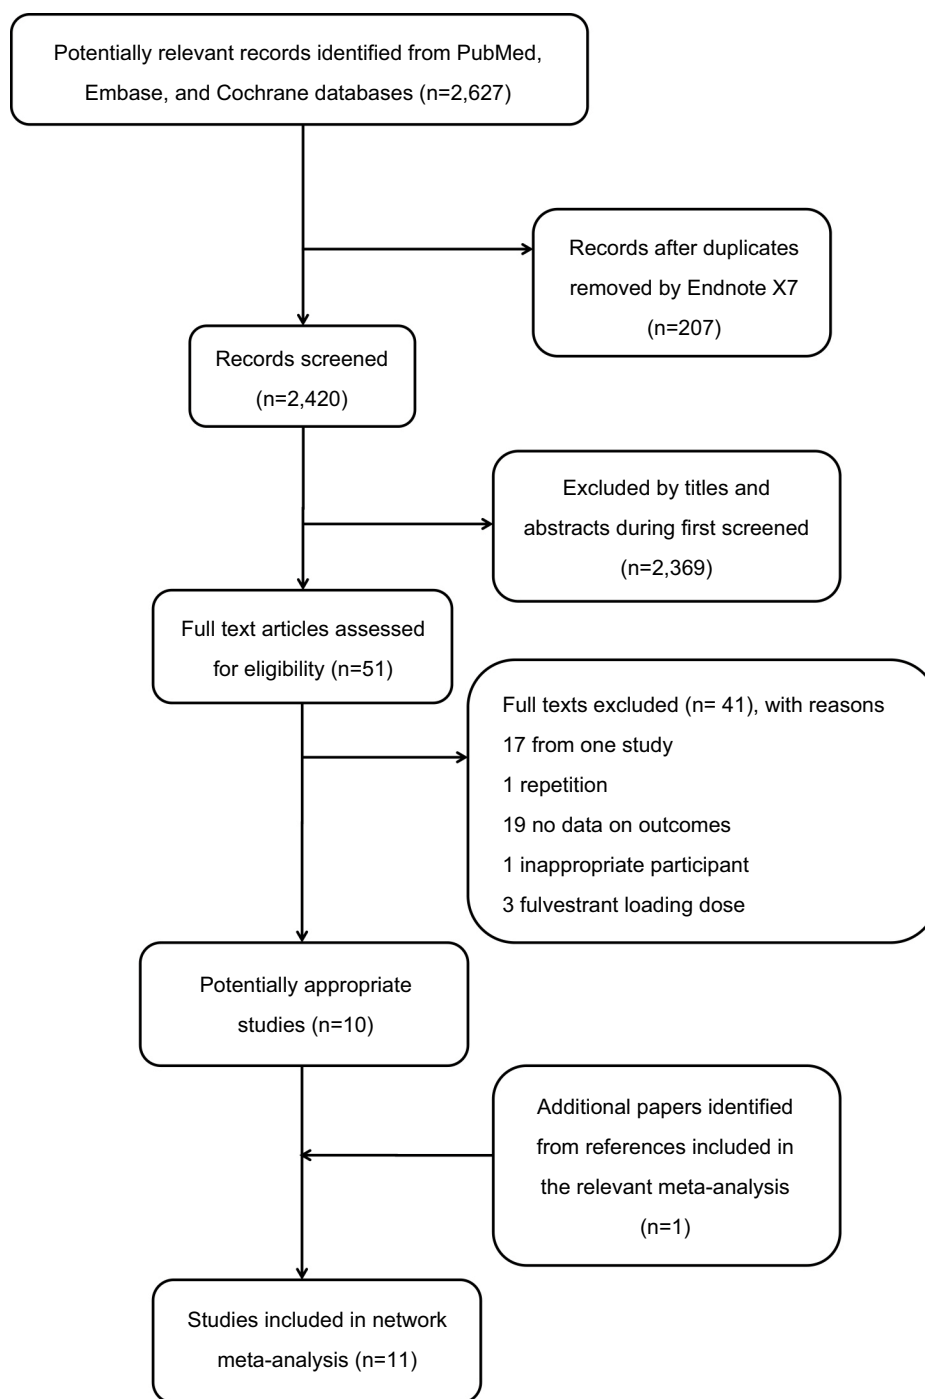 Potentially relevant records identified from PubMed,
Embase, and Cochrane databases (n=2,627)
Records after duplicates
removed by Endnote X7
(n=207)
Records screened
(n=2,420)
Excluded by titles and
abstracts during first screened
(n=2,369)
Full text articles assessed
for eligibility (n=51)
Full texts excluded (n= 41), with reasons
17 from one study
1 repetition
19 no data on outcomes
1 inappropriate participant
3 fulvestrant loading dose
Potentially appropriate
studies (n=10)
Additional papers identified
from references included in
the relevant meta-analysis
(n=1)
Studies included in network
meta-analysis (n=11)